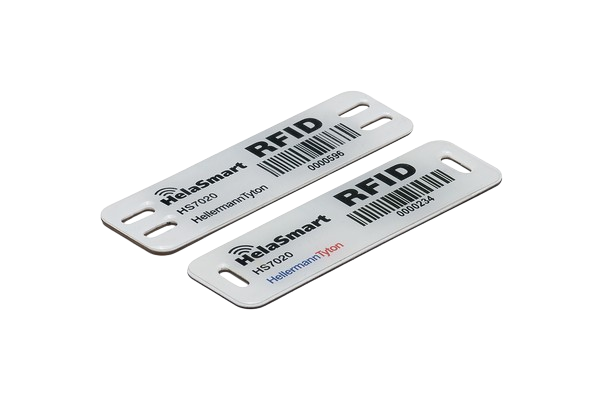 HelaSmart
HS7020
HellermannTyton
RFID
0000596
HelaSmart
HS7020
HellermannTyton
RFID
0000234